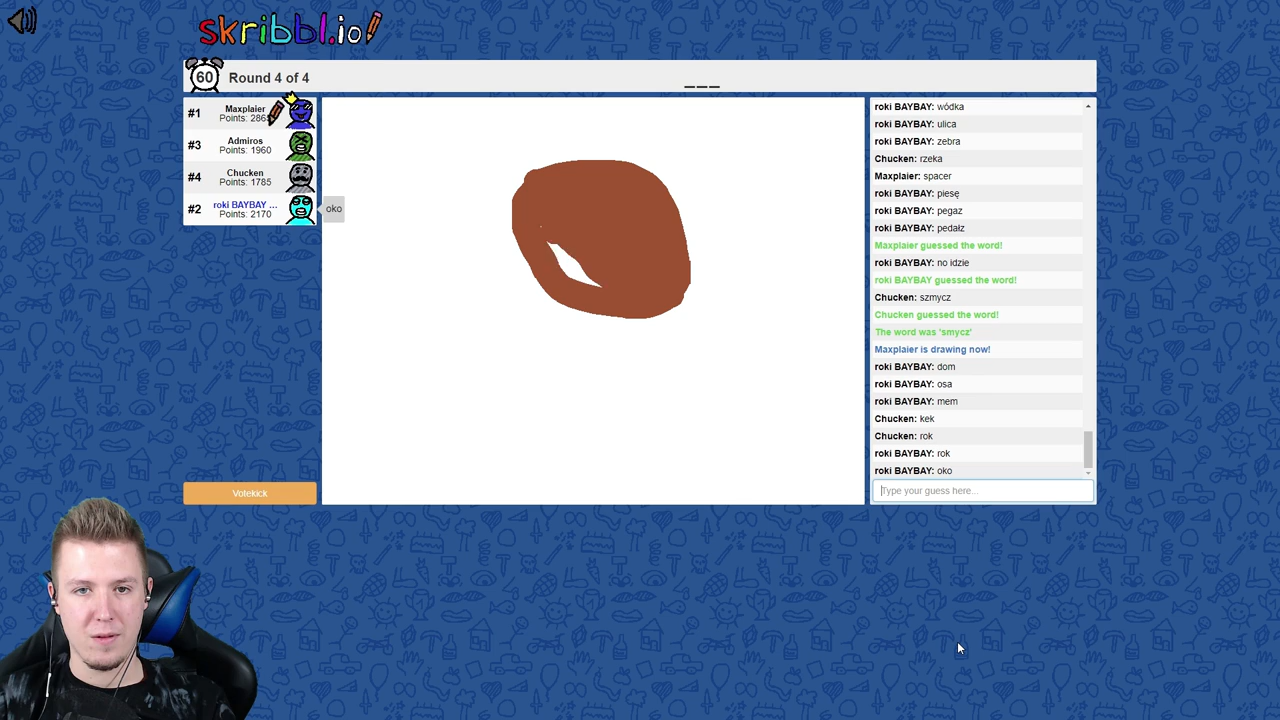 skribbl.io
60
Round 4 of 4
___
#1
Maxplaier
Points: 286
#3
Admiros
Points: 1960
#4
Chucken
Points: 1785
#2
roki BAYBAY ...
Points: 2170
oko
Votekick
roki BAYBAY: wódka
roki BAYBAY: ulica
roki BAYBAY: zebra
Chucken: rzeka
Maxplaier: spacer
roki BAYBAY: piesę
roki BAYBAY: pegaz
roki BAYBAY: pedałz
Maxplaier guessed the word!
roki BAYBAY: no idzie
roki BAYBAY guessed the word!
Chucken: szmycz
Chucken guessed the word!
The word was 'smycz'
Maxplaier is drawing now!
roki BAYBAY: dom
roki BAYBAY: osa
roki BAYBAY: mem
Chucken: kek
Chucken: rok
roki BAYBAY: rok
roki BAYBAY: oko
Type your guess here...